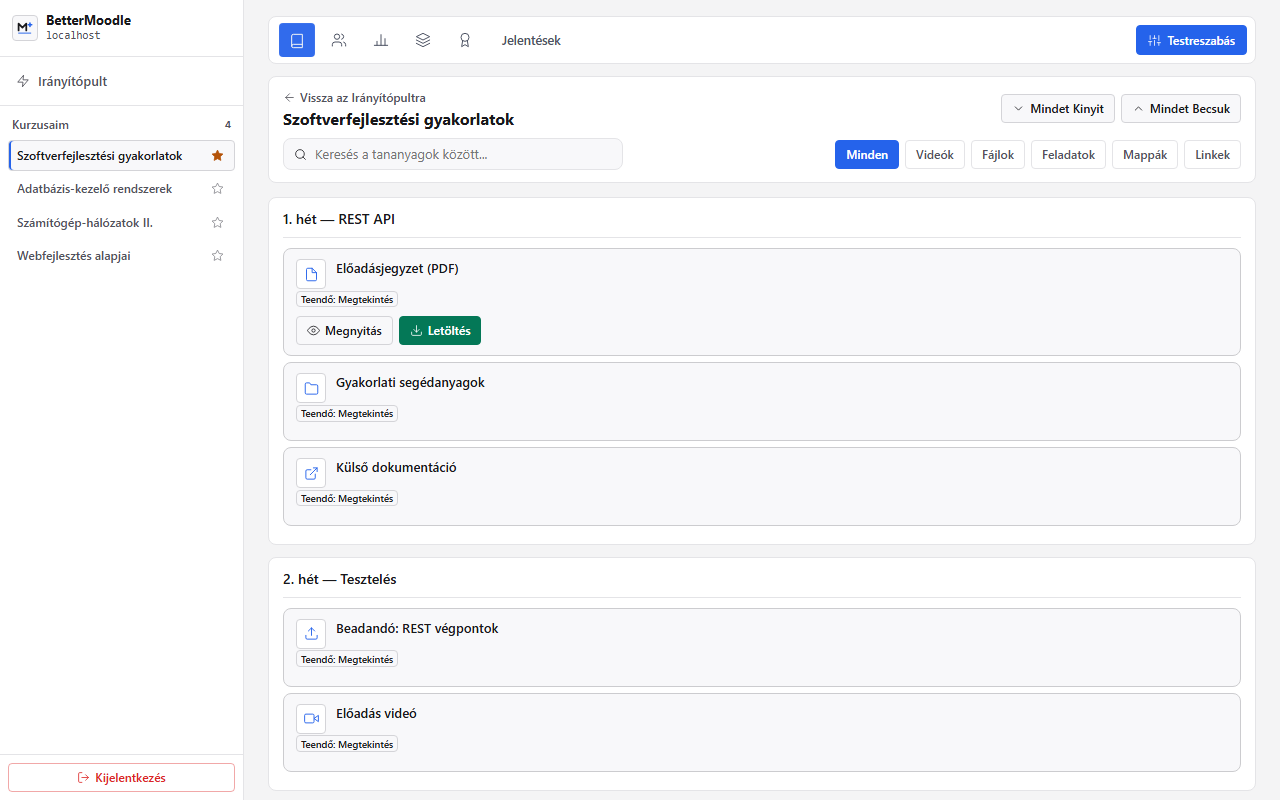 BetterMoodle
localhost
Irányítópult
Kurzusaim 4
Szoftverfejlesztési gyakorlatok
Adatbázis-kezelő rendszerek
Számítógép-hálózatok II.
Webfejlesztés alapjai
Kijelentkezés
Jelentések
Testreszabás
Vissza az Irányítópultra
Szoftverfejlesztési gyakorlatok
Mindet Kinyit
Mindet Becsuk
Keresés a tananyagok között...
Minden
Videók
Fájlok
Feladatok
Mappák
Linkek
1. hét — REST API
Előadásjegyzet (PDF)
Teendő: Megtekintés
Megnyitás
Letöltés
Gyakorlati segédanyagok
Teendő: Megtekintés
Külső dokumentáció
Teendő: Megtekintés
2. hét — Tesztelés
Beadandó: REST végpontok
Teendő: Megtekintés
Előadás videó
Teendő: Megtekintés